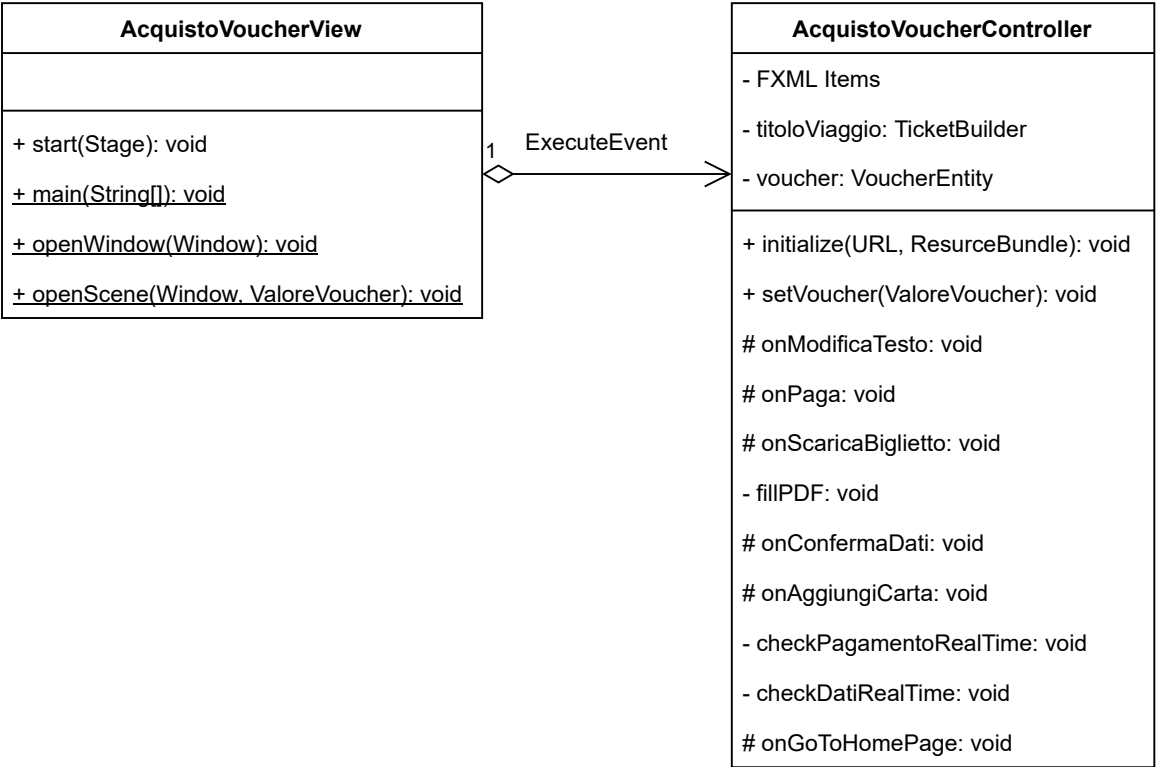 AcquistoVoucherView
+ start(Stage): void
+ main(String[]): void
+ openWindow(Window): void
+ openScene(Window, ValoreVoucher): void
1
ExecuteEvent
AcquistoVoucherController
- FXML Items
- titoloViaggio: TicketBuilder
- voucher: VoucherEntity
+ initialize(URL, ResurceBundle): void
+ setVoucher(ValoreVoucher): void
# onModificaTesto: void
# onPaga: void
# onScaricaBiglietto: void
- fillPDF: void
# onConfermaDati: void
# onAggiungiCarta: void
- checkPagamentoRealTime: void
- checkDatiRealTime: void
# onGoToHomePage: void